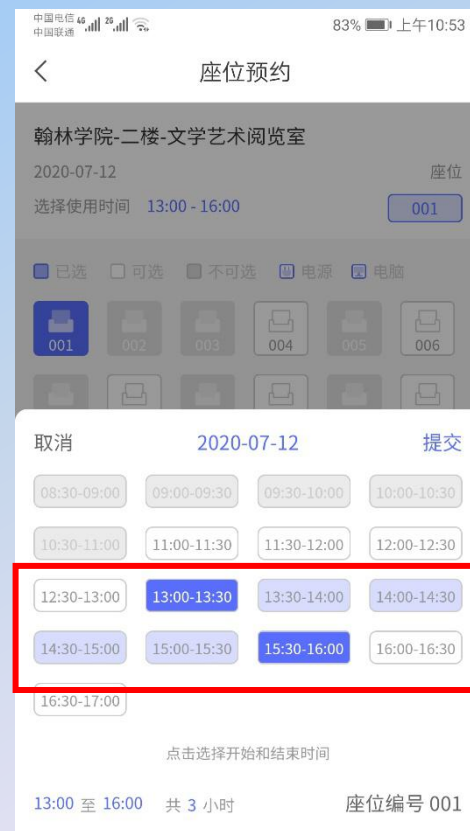 中国电信 46 26
中国联通
83% 上午10:53
座位预约
翰林学院-二楼-文学艺术阅览室
2020-07-12 座位
选择使用时间 13:00 - 16:00 001
已选 可选 不可选 电源 电脑
001 002 003 004 005 006
取消 2020-07-12 提交
08:30-09:00 09:00-09:30 09:30-10:00 10:00-10:30
10:30-11:00 11:00-11:30 11:30-12:00 12:00-12:30
12:30-13:00 13:00-13:30 13:30-14:00 14:00-14:30
14:30-15:00 15:00-15:30 15:30-16:00 16:00-16:30
16:30-17:00
点击选择开始和结束时间
13:00 至 16:00 共 3 小时 座位编号 001